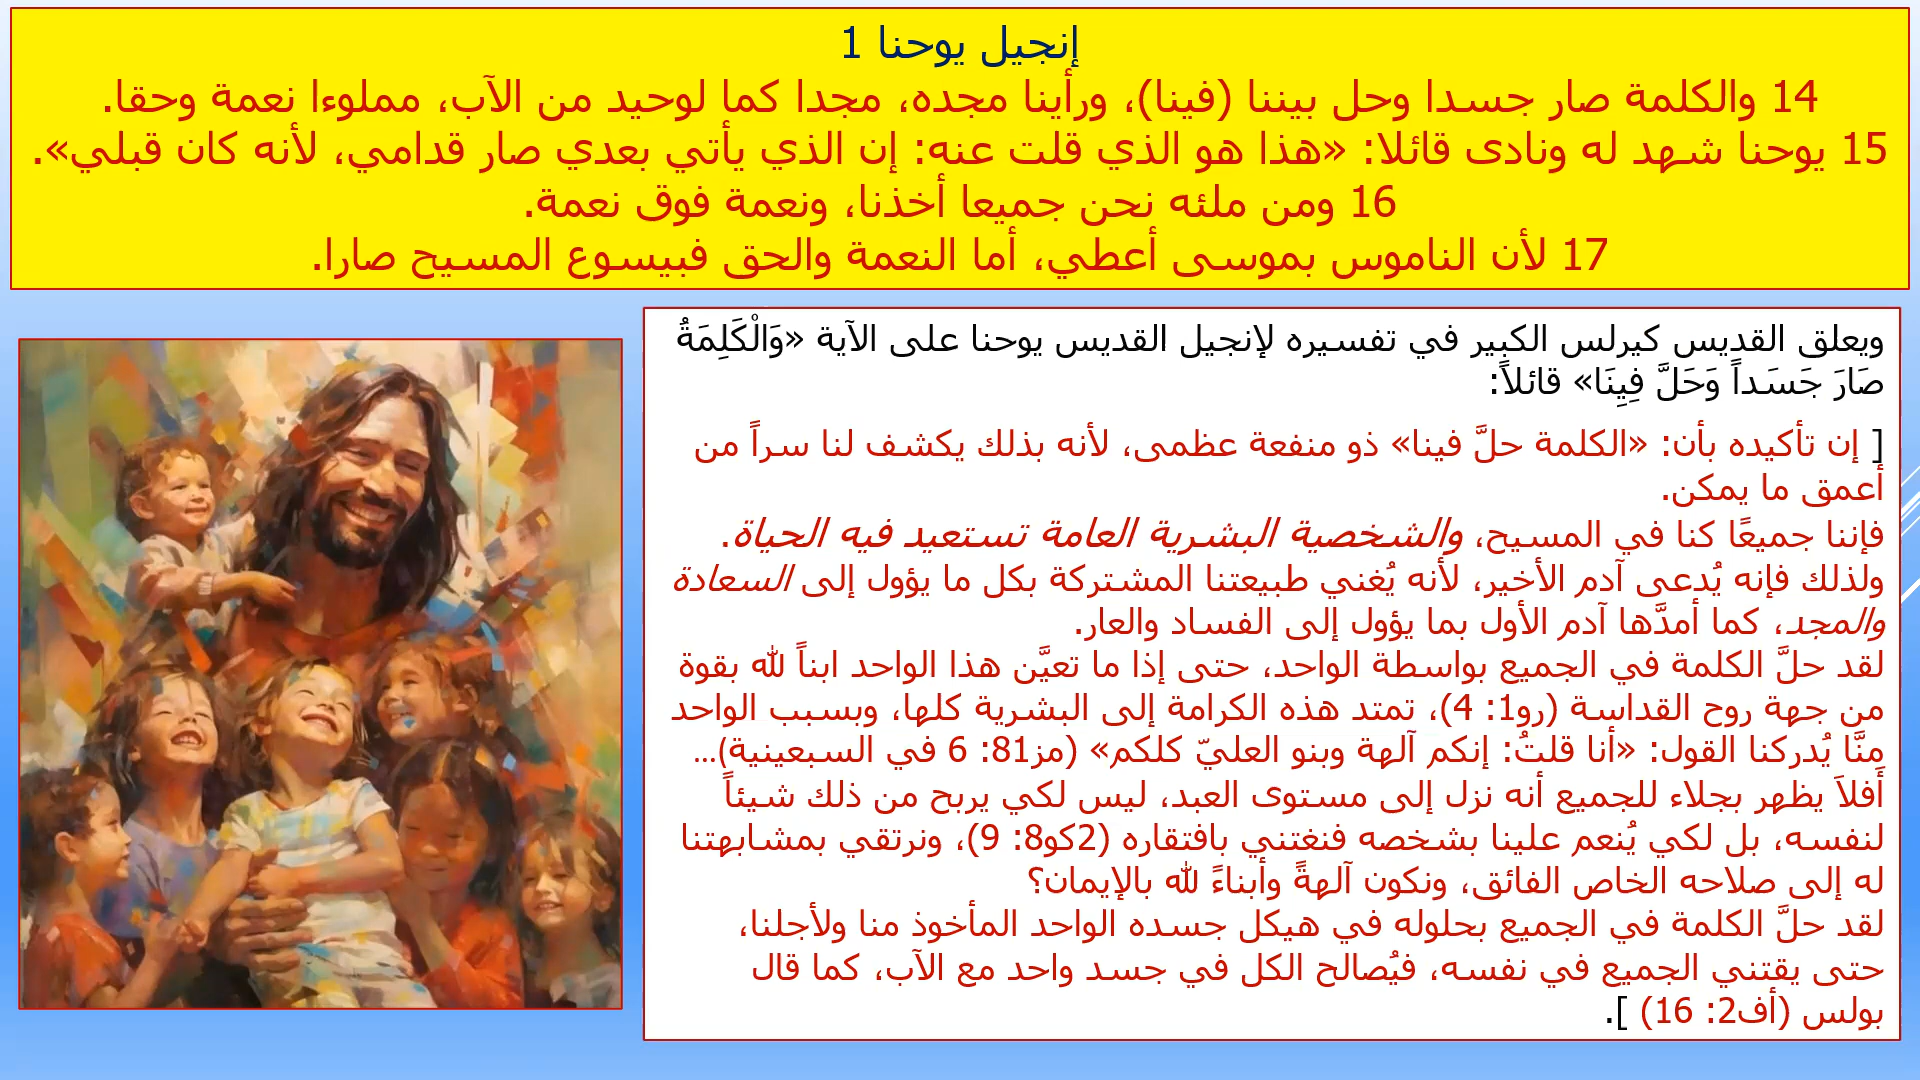 إنجيل يوحنا 1
14 والكلمة صار جسدا وحل بيننا (فينا)، ورأينا مجده، مجدا كما لوحيد من الآب، مملوءا نعمة وحقا.
15 يوحنا شهد له ونادى قائلا: «هذا هو الذي قلت عنه: إن الذي يأتي بعدي صار قدامي، لأنه كان قبلي».
16 ومن ملئه نحن جميعا أخذنا، ونعمة فوق نعمة.
17 لأن الناموس بموسى أعطي، أما النعمة والحق فبيسوع المسيح صارا.
ويعلق القديس كيرلس الكبير في تفسيره لإنجيل القديس يوحنا على الآية «وَالْكَلِمَةُ
صَارَ جَسَداً وَحَلَّ فِيِنَا» قائلاً:
[ إن تأكيده بأن: «الكلمة حلَّ فينا» ذو منفعة عظمى، لأنه بذلك يكشف لنا سراً من
أعمق ما يمكن.
فإننا جميعًا كنا في المسيح، والشخصية البشرية العامة تستعيد فيه الحياة.
ولذلك فإنه يُدعى آدم الأخير، لأنه يُغني طبيعتنا المشتركة بكل ما يؤول إلى السعادة
والمجد، كما أمدَّها آدم الأول بما يؤول إلى الفساد والعار.
لقد حلَّ الكلمة في الجميع بواسطة الواحد، حتى إذا ما تعيَّن هذا الواحد ابناً لله بقوة
من جهة روح القداسة (رو1: 4)، تمتد هذه الكرامة إلى البشرية كلها، وبسبب الواحد
منَّا يُدركنا القول: «أنا قلتُ: إنكم آلهة وبنو العليّ كلكم» (مز81: 6 في السبعينية)...
أَفلاَ يظهر بجلاء للجميع أنه نزل إلى مستوى العبد، ليس لكي يربح من ذلك شيئاً
لنفسه، بل لكي يُنعم علينا بشخصه فنغتني بافتقاره (2كو8: 9)، ونرتقي بمشابهتنا
له إلى صلاحه الخاص الفائق، ونكون آلهةً وأبناءً لله بالإيمان؟
لقد حلَّ الكلمة في الجميع بحلوله في هيكل جسده الواحد المأخوذ منا ولأجلنا،
حتى يقتني الجميع في نفسه، فيُصالح الكل في جسد واحد مع الآب، كما قال
بولس (أف2: 16) ].